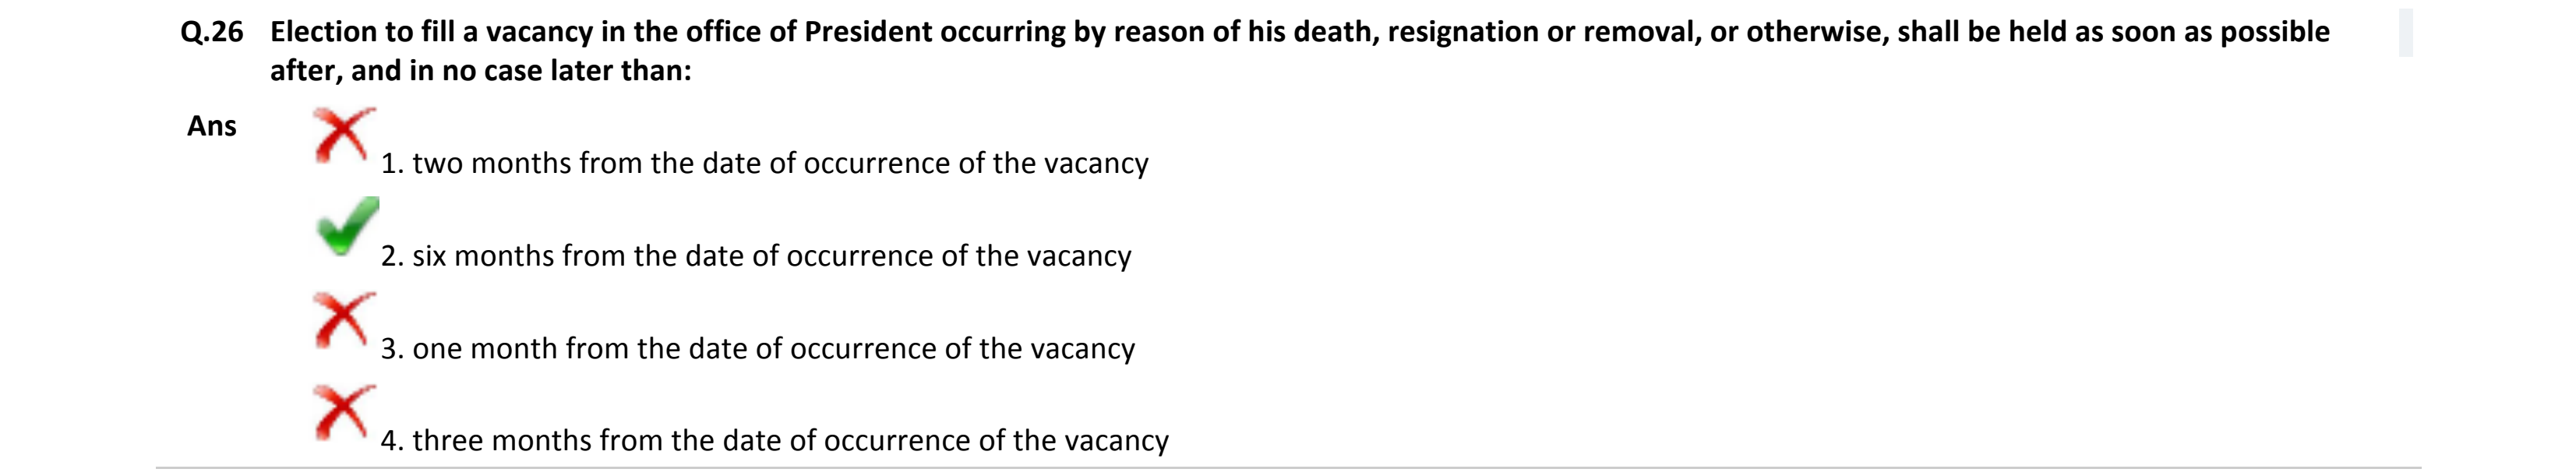 Q.26 Election to fill a vacancy in the office of President occurring by reason of his death, resignation or removal, or otherwise, shall be held as soon as possible
after, and in no case later than:
Ans
1. two months from the date of occurrence of the vacancy
2. six months from the date of occurrence of the vacancy
3. one month from the date of occurrence of the vacancy
4. three months from the date of occurrence of the vacancy